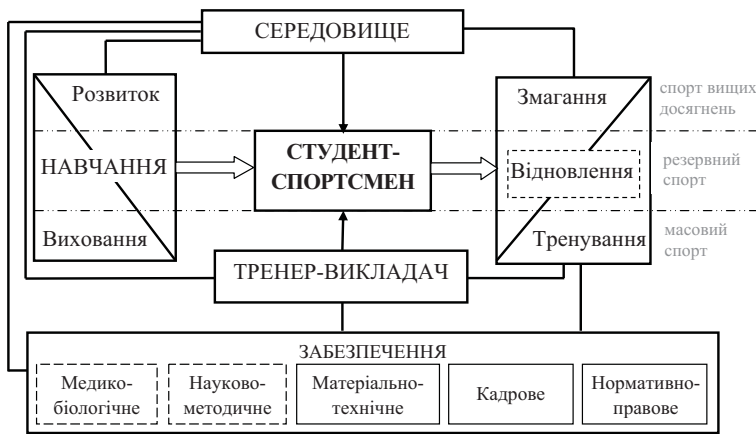 СЕРЕДОВИЩЕ
Розвиток
НАВЧАННЯ
Виховання
СТУДЕНТ-
СПОРТСМЕН
Змагання
Відновлення
Тренування
спорт вищих
досягнень
резервний
спорт
масовий
спорт
ТРЕНЕР-ВИКЛАДАЧ
ЗАБЕЗПЕЧЕННЯ
Медико-
біологічне
Науково-
методичне
Матеріально-
технічне
Кадрове
Нормативно-
правове